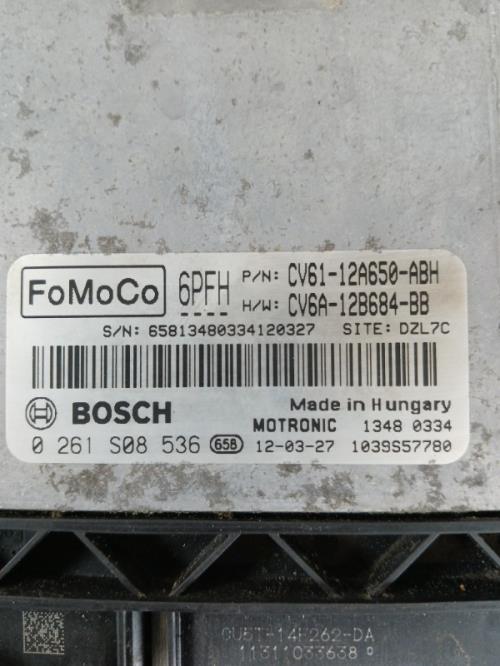 FoMoCo 6PFH P/N: CV61-12A650-ABH
H/W: CV6A-12B684-BB
S/N: 65813480334120327 SITE: DZL7C
BOSCH Made in Hungary
MOTRONIC 1348 0334
0 261 S08 536 658 12-03-27 1039S57780
14F262-DA
11311033638